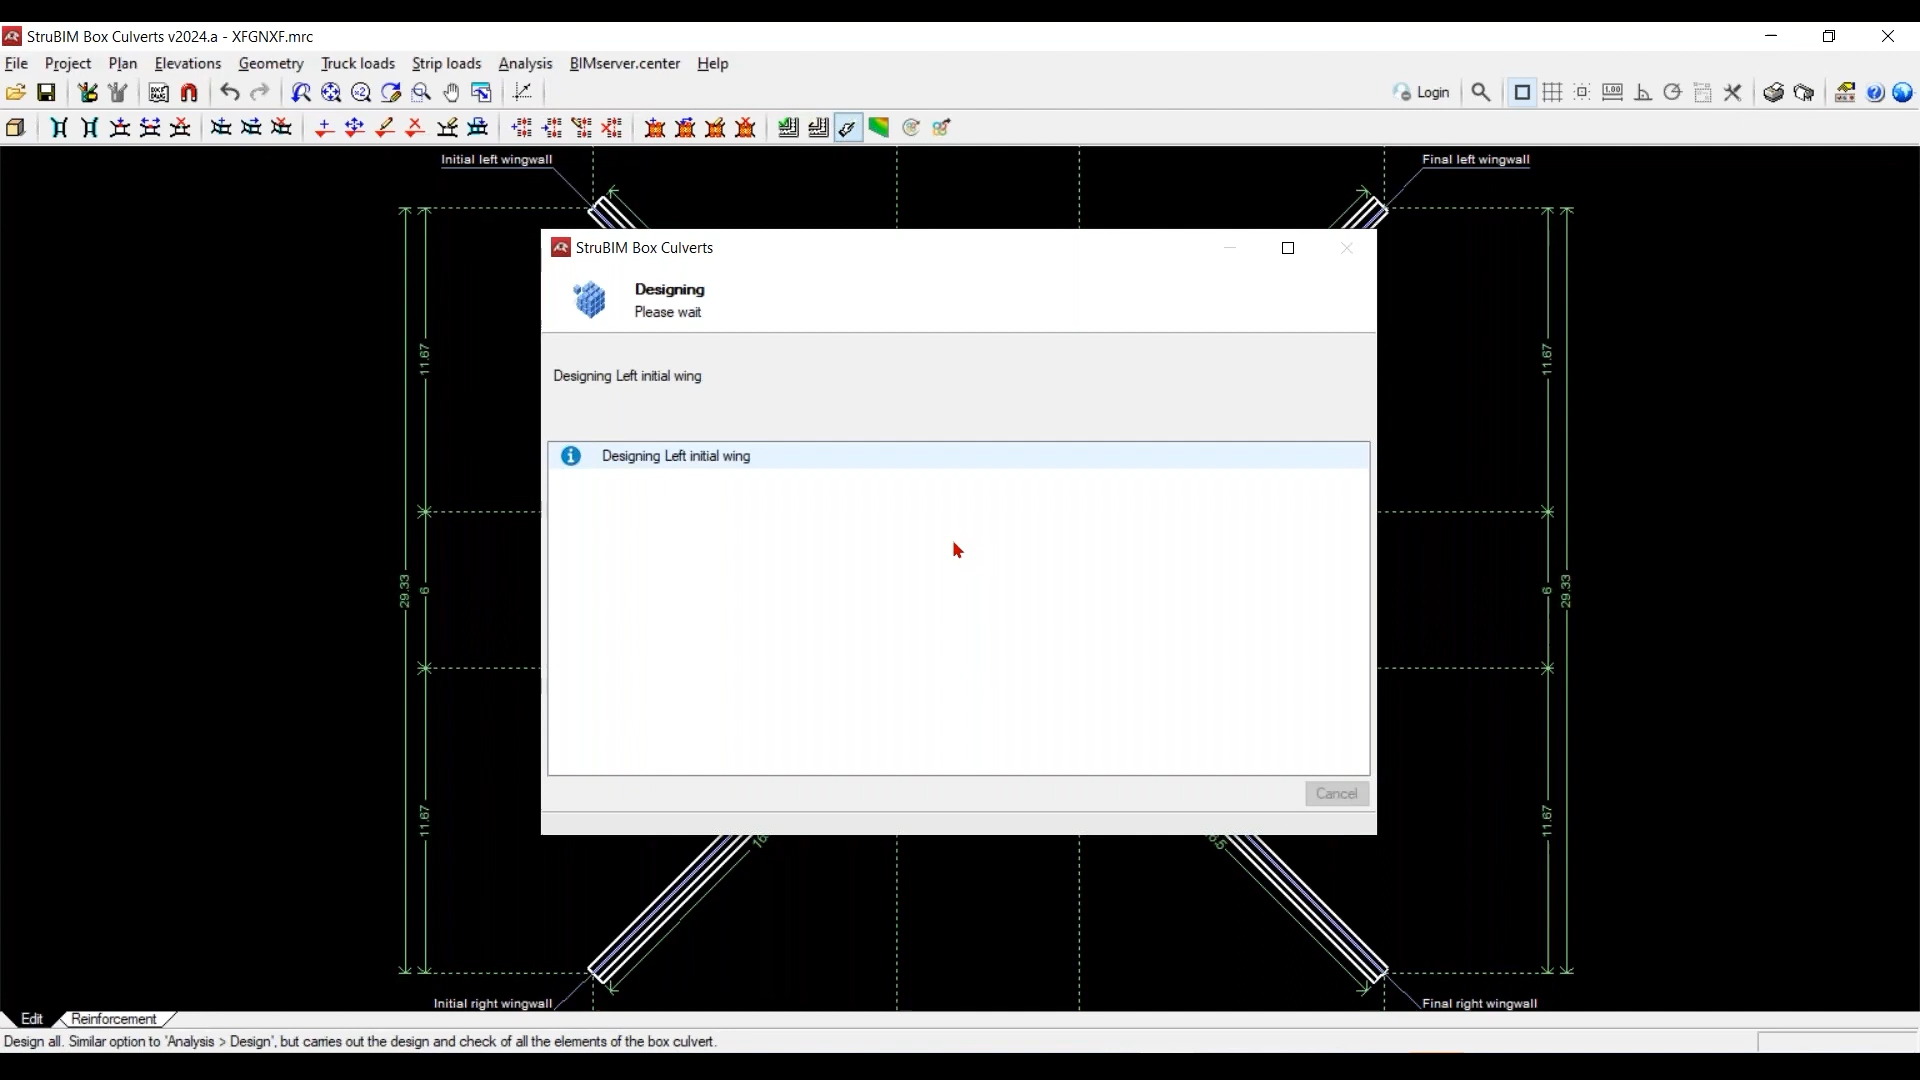 StruBIM Box Culverts v2024.a - XFGNXF.mrc
File Project Plan Elevations Geometry Truck loads Strip loads Analysis BIMserver.center Help
Login
Initial left wingwall
Final left wingwall
StruBIM Box Culverts
Designing
Please wait
Designing Left initial wing
Designing Left initial wing
Cancel
11.67
11.67
29.33
6
6
29.33
11.67
11.67
Initial right wingwall
Final right wingwall
Edit Reinforcement
Design all. Similar option to 'Analysis > Design', but carries out the design and check of all the elements of the box culvert.